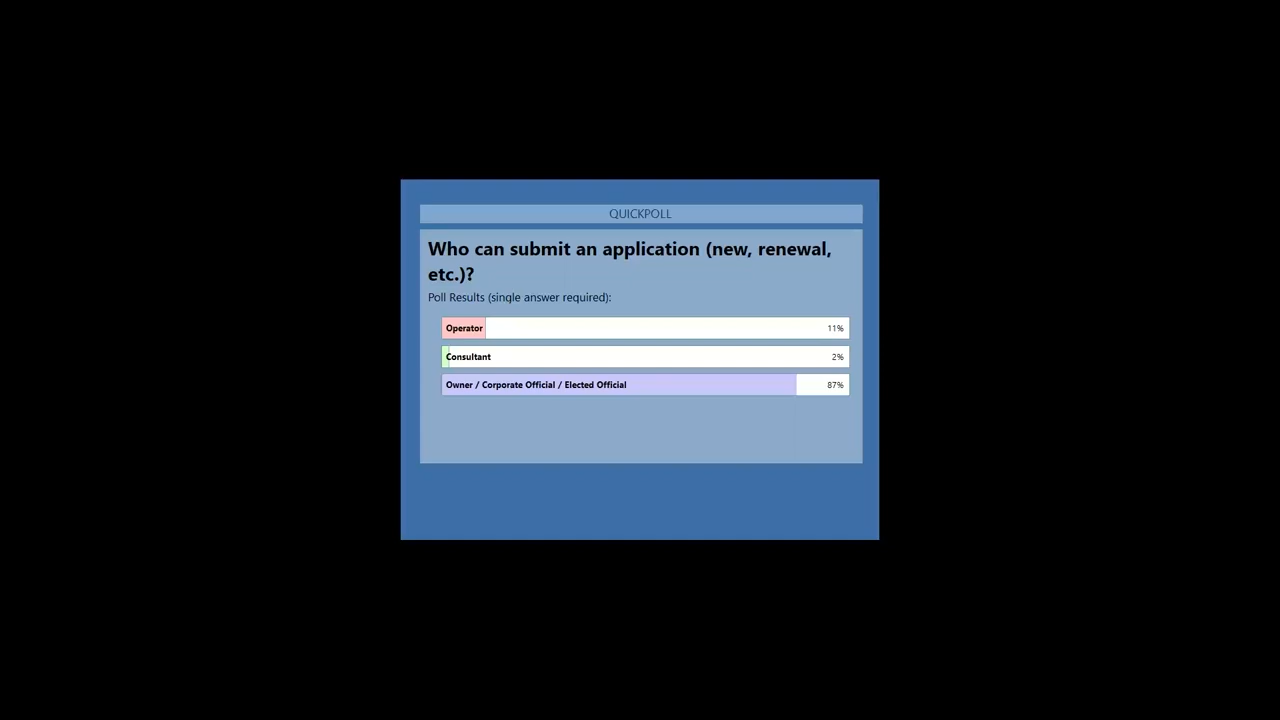 QUICKPOLL
Who can submit an application (new, renewal,
etc.)?
Poll Results (single answer required):
Operator 11%
Consultant 2%
Owner / Corporate Official / Elected Official 87%